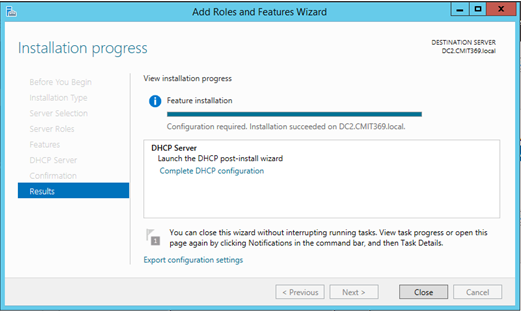 Add Roles and Features Wizard
Installation progress
DESTINATION SERVER
DC2.CMIT369.local
Before You Begin
Installation Type
Server Selection
Server Roles
Features
DHCP Server
Confirmation
Results
View installation progress
Feature installation
Configuration required. Installation succeeded on DC2.CMIT369.local.
DHCP Server
Launch the DHCP post-install wizard
Complete DHCP configuration
You can close this wizard without interrupting running tasks. View task progress or open this
page again by clicking Notifications in the command bar, and then Task Details.
Export configuration settings
< Previous
Next >
Close
Cancel